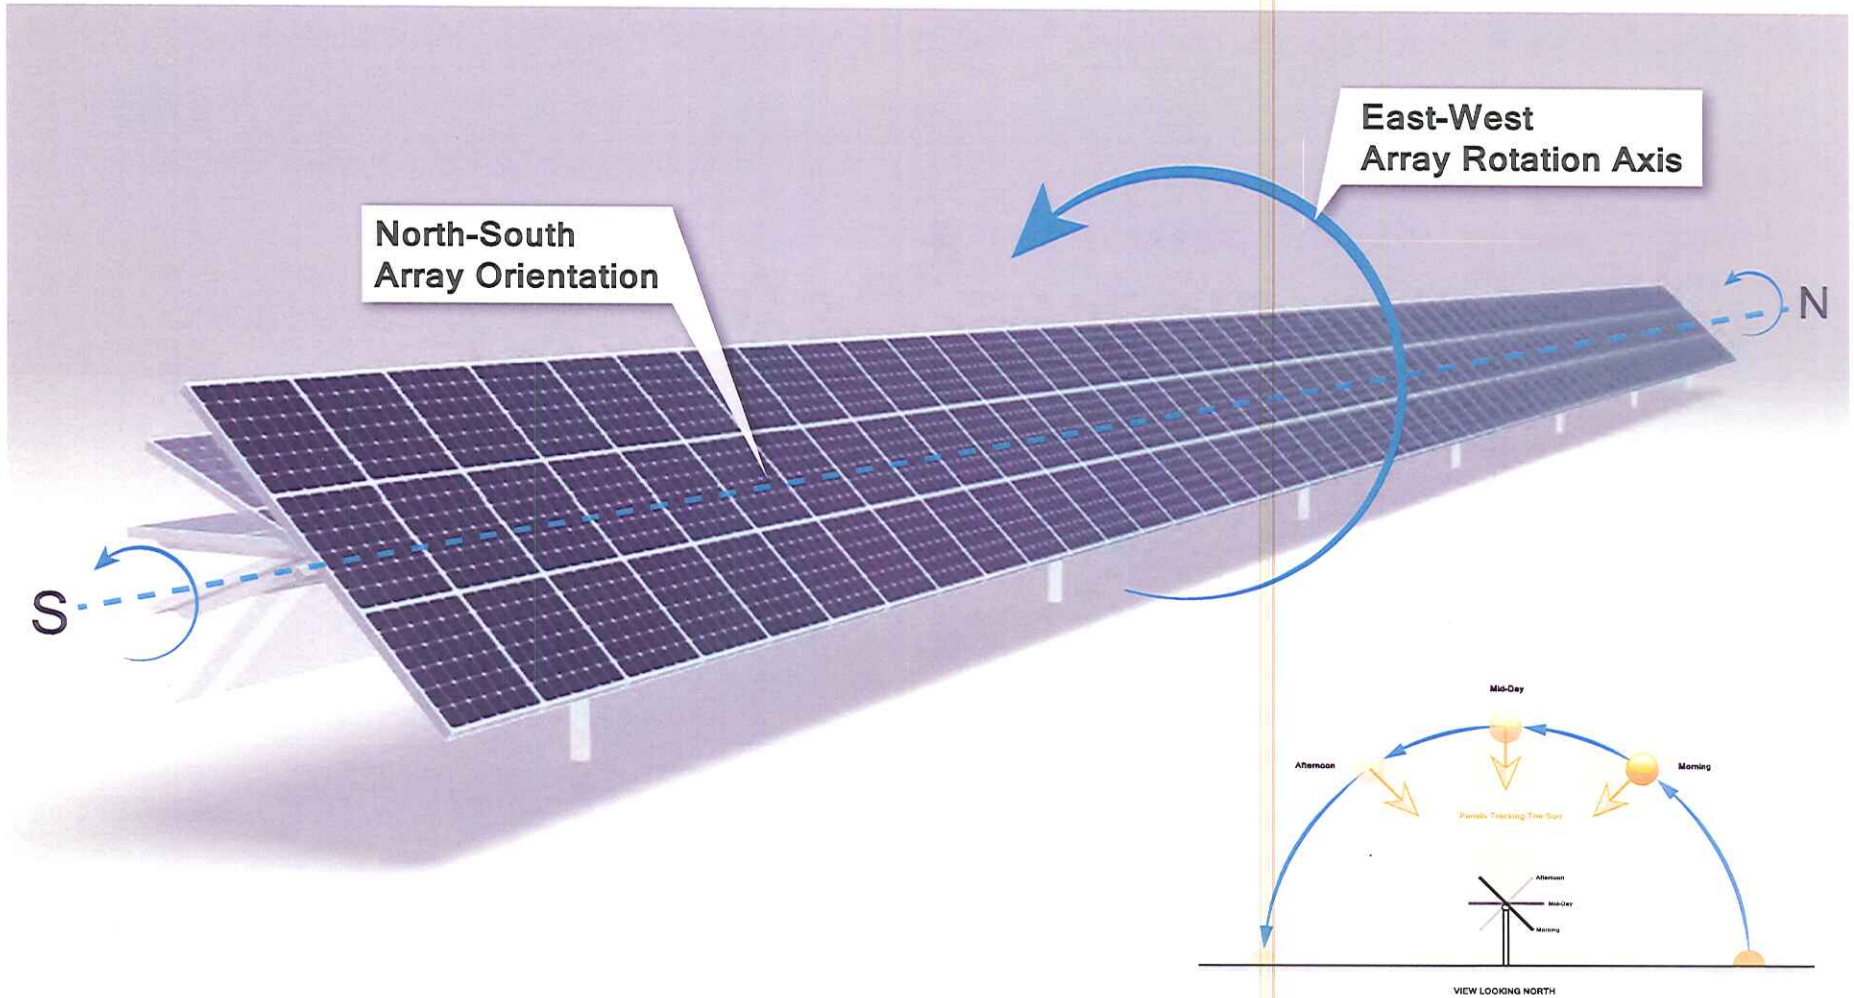 East-West
Array Rotation Axis
North-South
Array Orientation
N
S
Mid-Day
Afternoon
Morning
Panels Tracking The Sun
Afternoon
Mid-Day
Morning
VIEW LOOKING NORTH